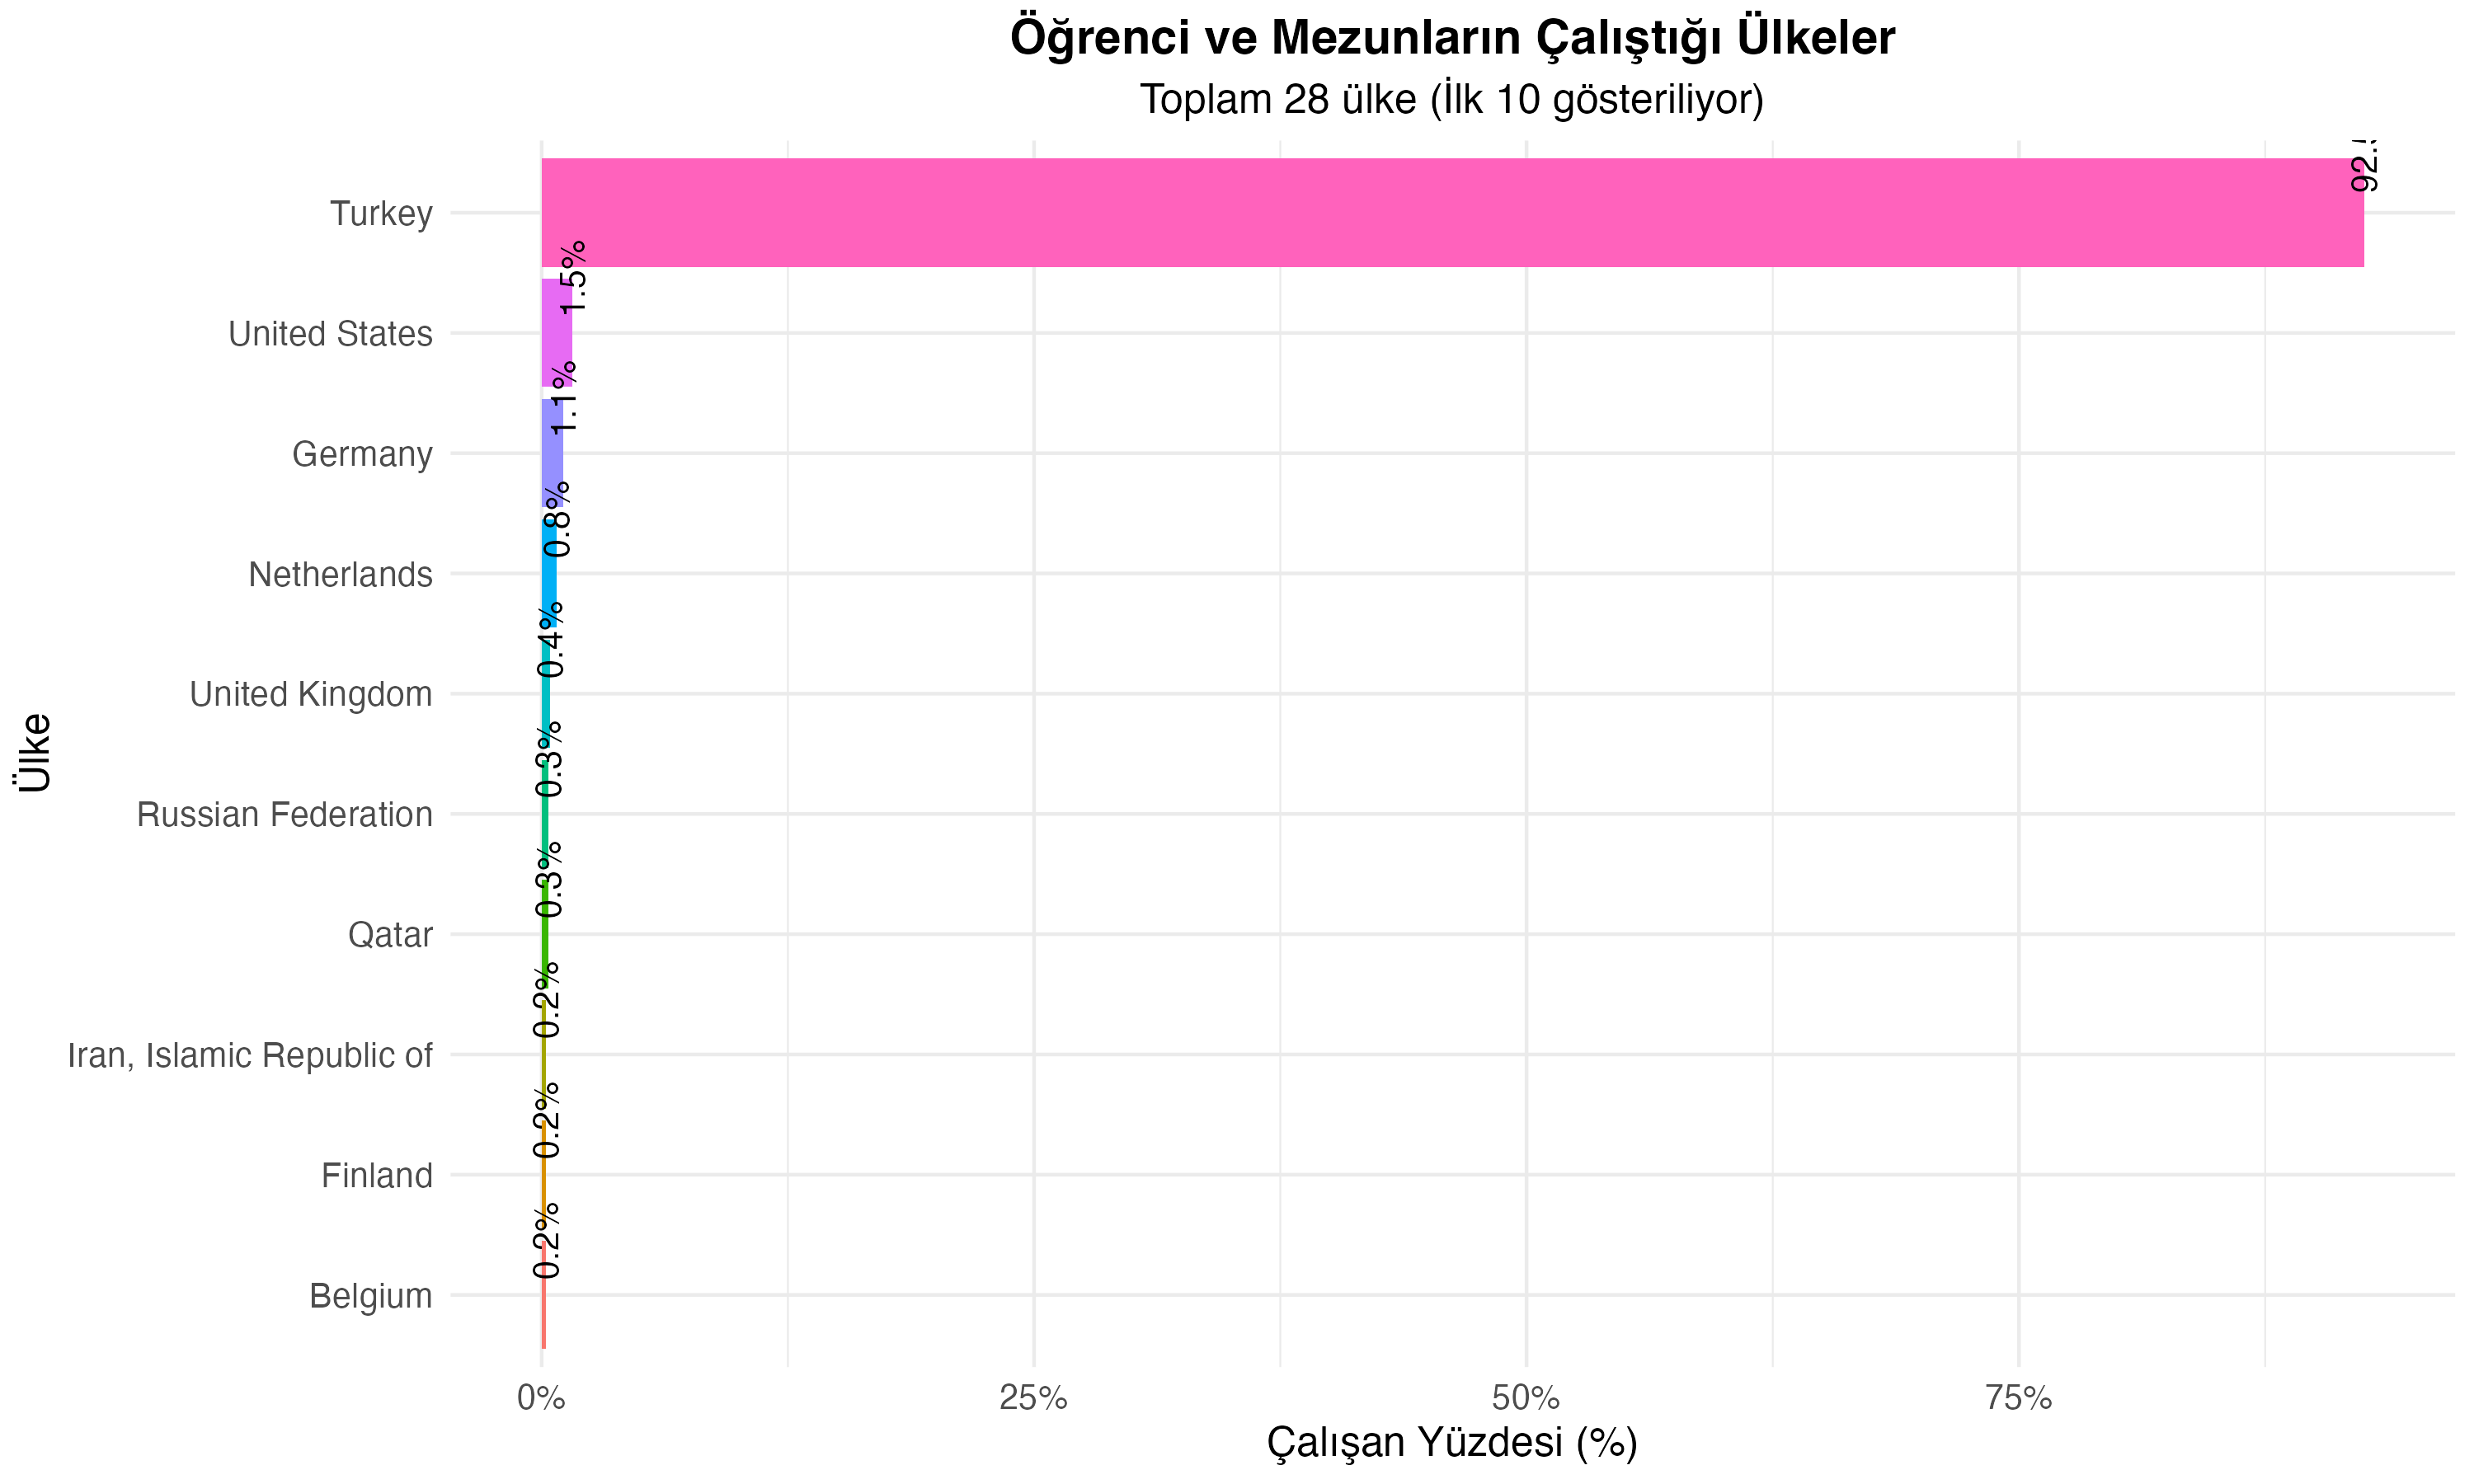 Öğrenci ve Mezunların Çalıştığı Ülkeler
Toplam 28 ülke (İlk 10 gösteriliyor)
Ülke
Turkey
United States
1.5%
Germany
1.1%
Netherlands
0.8%
United Kingdom
0.4%
Russian Federation
0.3%
Qatar
0.3%
Iran, Islamic Republic of
0.2%
Finland
0.2%
Belgium
0.2%
0%
25%
50%
75%
Çalışan Yüzdesi (%)